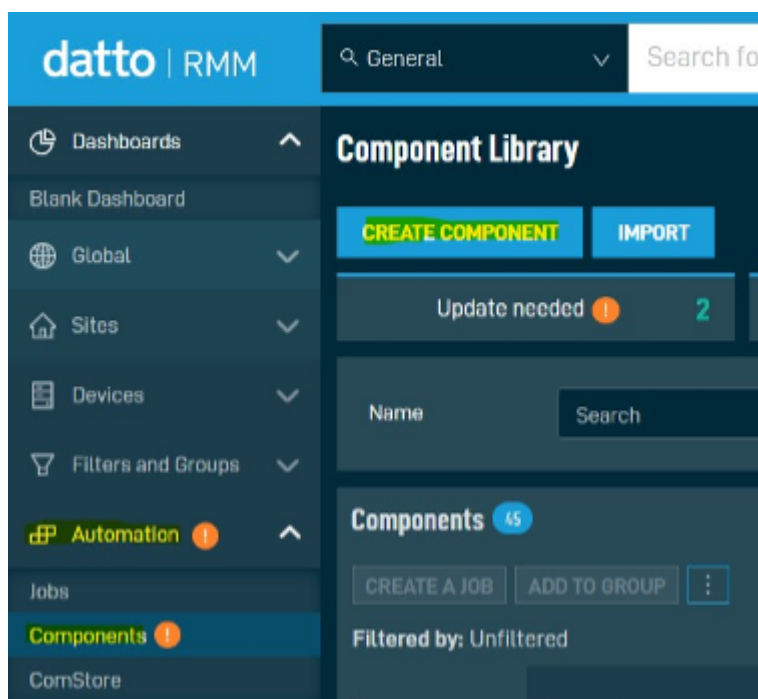 datto | RMM
General
Search fo
Dashboards
Blank Dashboard
Global
Sites
Devices
Filters and Groups
Automation !
Jobs
Components !
ComStore
Component Library
CREATE COMPONENT IMPORT
Update needed ! 2
Name Search
Components 45
CREATE A JOB ADD TO GROUP
Filtered by: Unfiltered